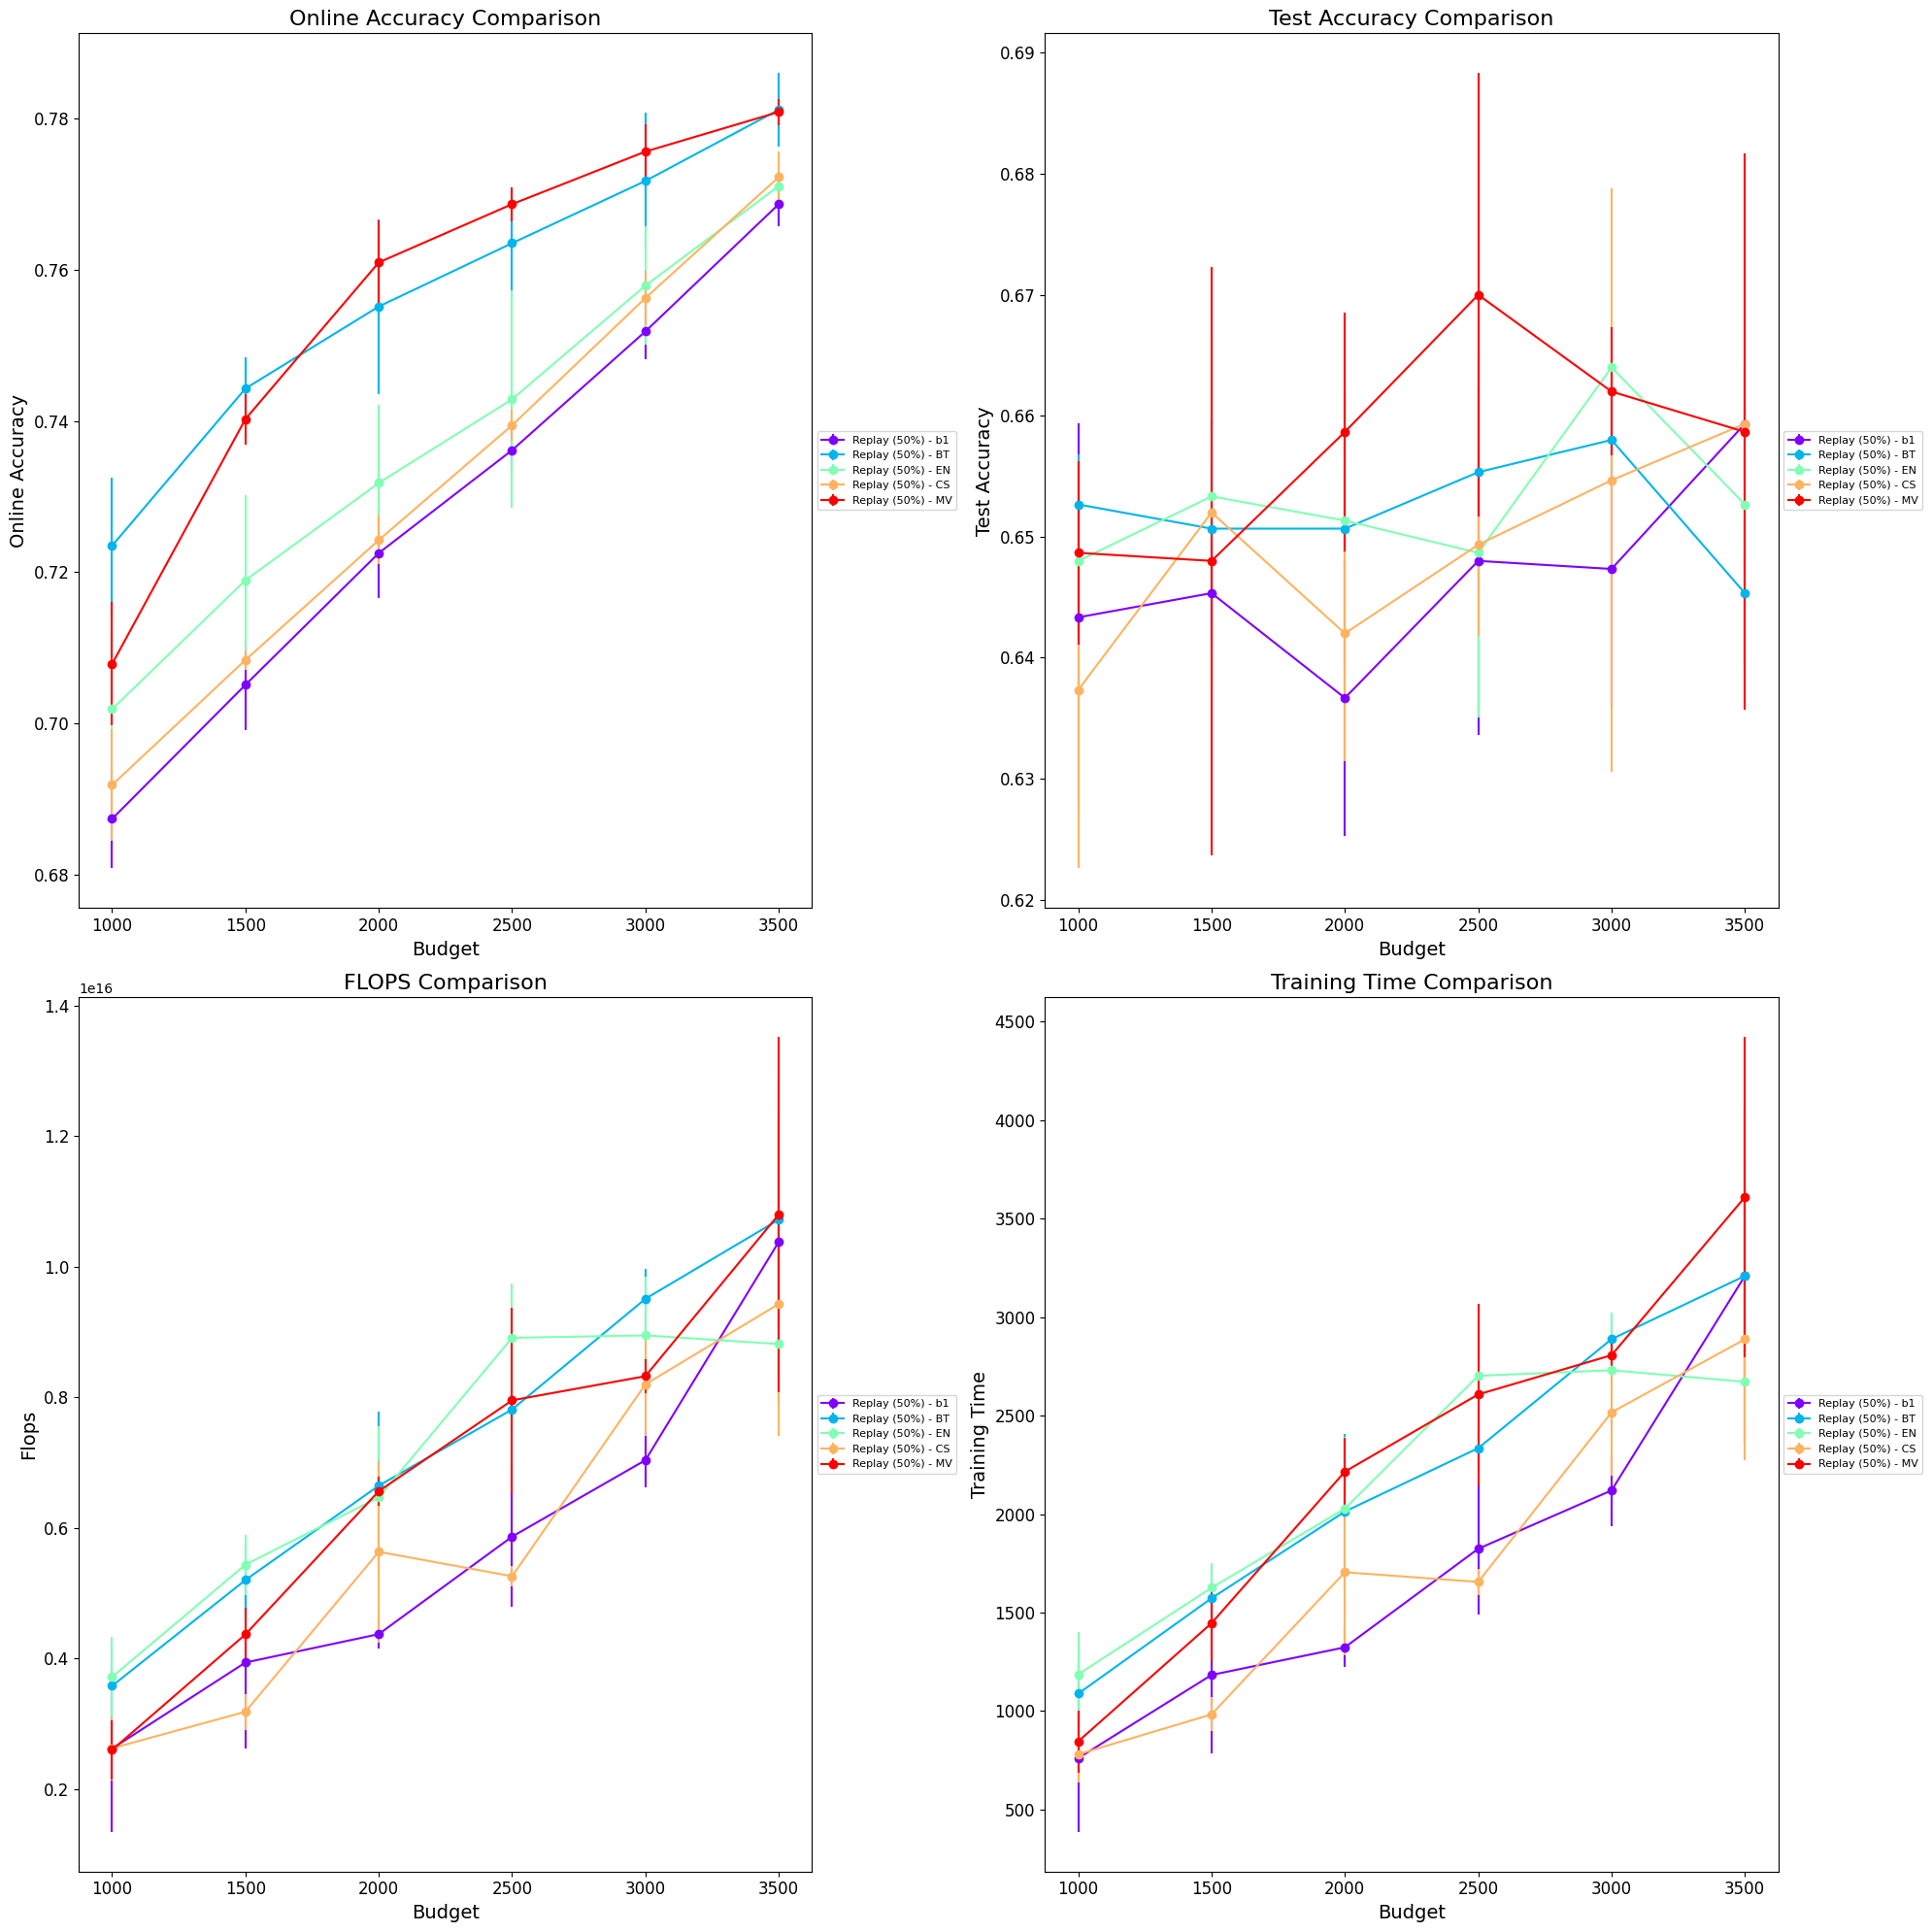 Online Accuracy Comparison
Online Accuracy
0.78
0.76
0.74
0.72
0.70
0.68
1000 1500 2000 2500 3000 3500
Budget
Replay (50%) - b1
Replay (50%) - BT
Replay (50%) - EN
Replay (50%) - CS
Replay (50%) - MV
Test Accuracy Comparison
Test Accuracy
0.69
0.68
0.67
0.66
0.65
0.64
0.63
0.62
1000 1500 2000 2500 3000 3500
Budget
Replay (50%) - b1
Replay (50%) - BT
Replay (50%) - EN
Replay (50%) - CS
Replay (50%) - MV
FLOPS Comparison
1e16
Flops
1.4
1.2
1.0
0.8
0.6
0.4
0.2
1000 1500 2000 2500 3000 3500
Budget
Replay (50%) - b1
Replay (50%) - BT
Replay (50%) - EN
Replay (50%) - CS
Replay (50%) - MV
Training Time Comparison
Training Time
4500
4000
3500
3000
2500
2000
1500
1000
500
1000 1500 2000 2500 3000 3500
Budget
Replay (50%) - b1
Replay (50%) - BT
Replay (50%) - EN
Replay (50%) - CS
Replay (50%) - MV